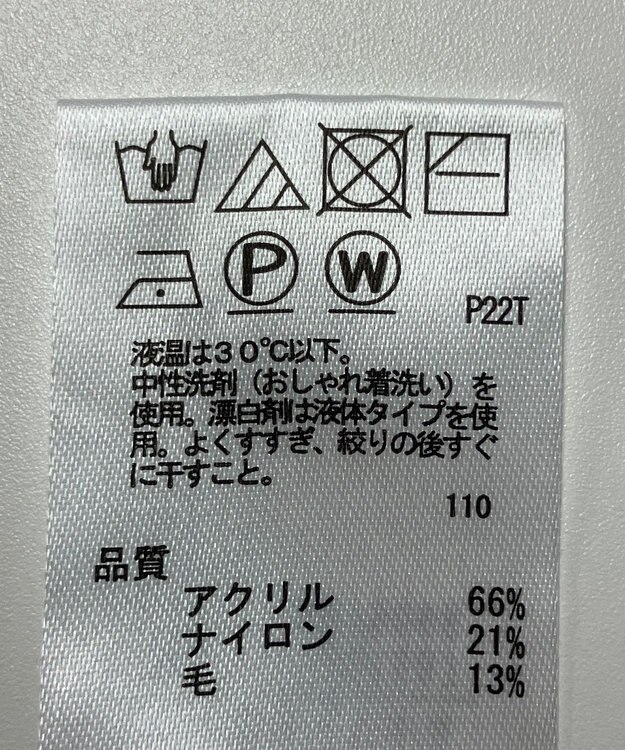 P W
P22T
液温は30℃以下。
中性洗剤（おしゃれ着洗い）を
使用。漂白剤は液体タイプを使
用。よくすすぎ、絞りの後すぐ
に干すこと。
110
品質
アクリル 66%
ナイロン 21%
毛 13%